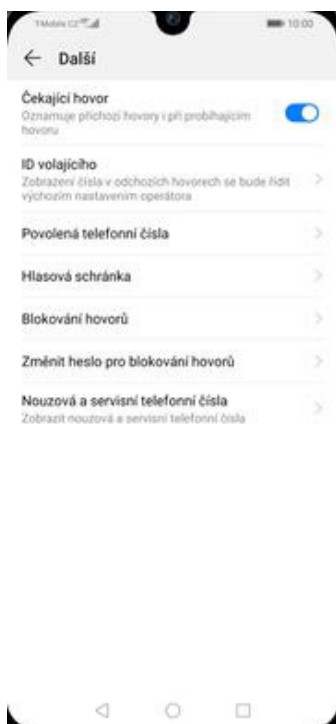 T-Mobile CZ
10:00
Další
Čekající hovor
Oznamuje příchozí hovory i při probíhajícím
hovoru
ID volajícího
Zobrazení čísla v odchozích hovorech se bude řídit
výchozím nastavením operátora
Povolená telefonní čísla
Hlasová schránka
Blokování hovorů
Změnit heslo pro blokování hovorů
Nouzová a servisní telefonní čísla
Zobrazit nouzová a servisní telefonní čísla